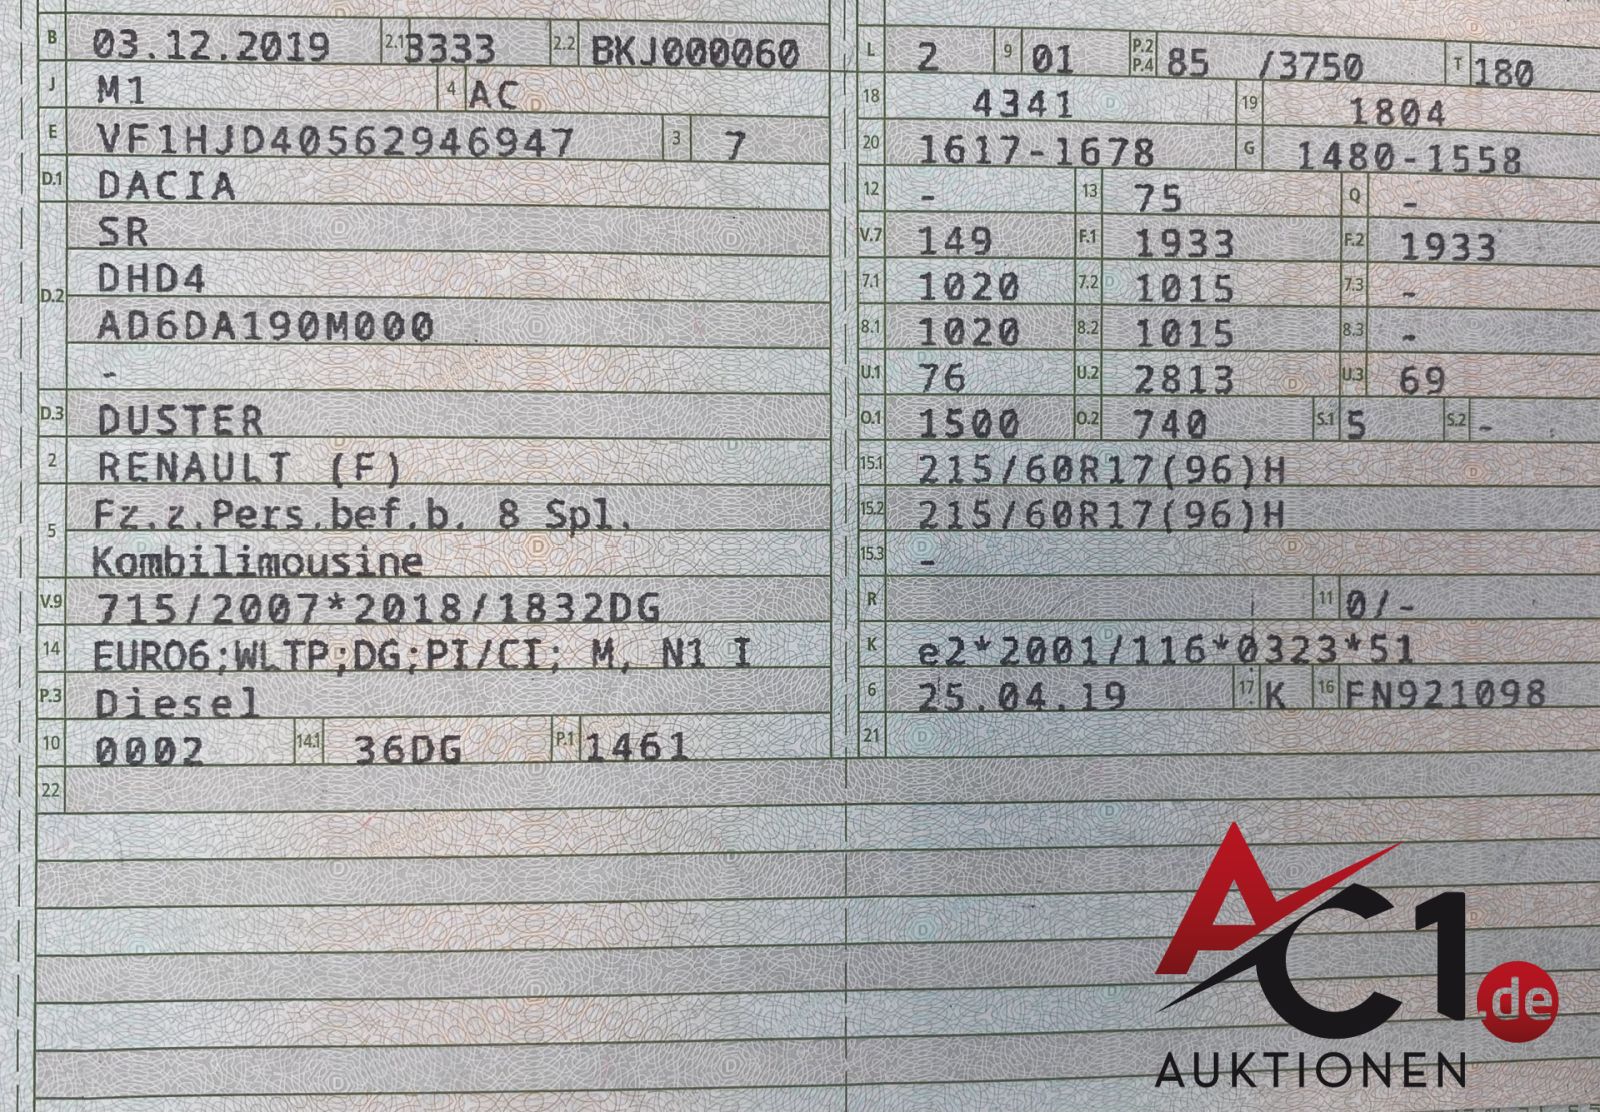 B 03.12.2019 2.1 3333 2.2 BKJ000060
J M1 4 AC
E VF1HJD40562946947 3 7
D.1 DACIA
SR
D.2 DHD4
AD6DA190M000
-
D.3 DUSTER
2 RENAULT (F)
5 Fz.z.Pers.bef.b. 8 Spl.
Kombilimousine
V.9 715/2007*2018/1832DG
14 EURO6;WLTP;DG;PI/CI; M, N1 I
P.3 Diesel
10 0002 14.1 36DG P.1 1461
22
L 2 9 01 P.2 P.4 85 /3750 T 180
18 4341 19 1804
20 1617-1678 G 1480-1558
12 - 13 75 Q -
V.7 149 F.1 1933 F.2 1933
7.1 1020 7.2 1015 7.3 -
8.1 1020 8.2 1015 8.3 -
U.1 76 U.2 2813 U.3 69
O.1 1500 O.2 740 S.1 5 S.2 -
15.1 215/60R17(96)H
15.2 215/60R17(96)H
15.3 -
R 11 0/-
K e2*2001/116*0323*51
6 25.04.19 17 K 16 FN921098
21
AC1.de
AUKTIONEN